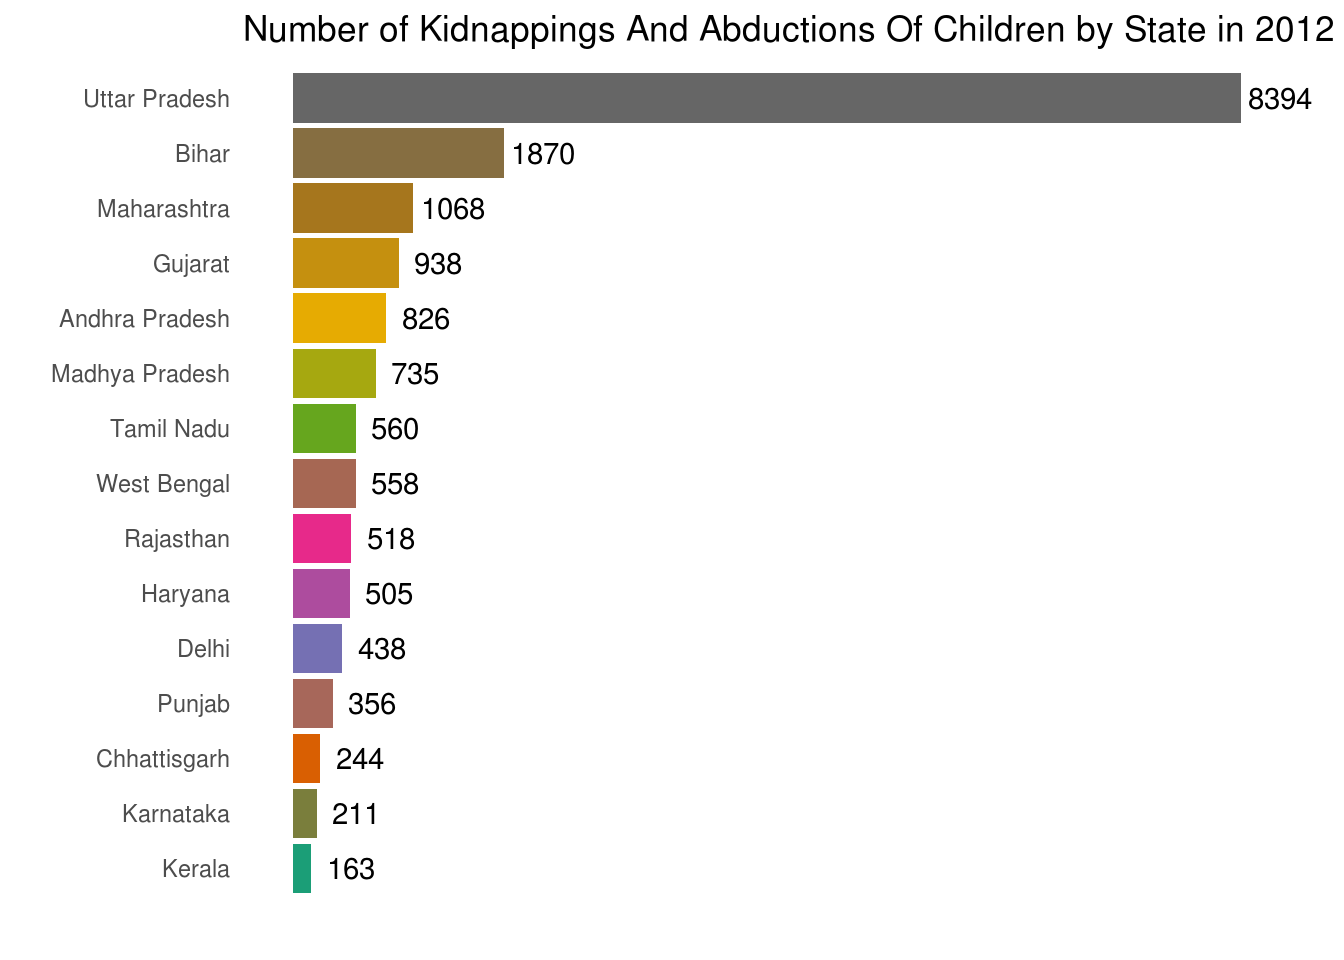 Number of Kidnappings And Abductions Of Children by State in 2012
Uttar Pradesh 8394
Bihar 1870
Maharashtra 1068
Gujarat 938
Andhra Pradesh 826
Madhya Pradesh 735
Tamil Nadu 560
West Bengal 558
Rajasthan 518
Haryana 505
Delhi 438
Punjab 356
Chhattisgarh 244
Karnataka 211
Kerala 163